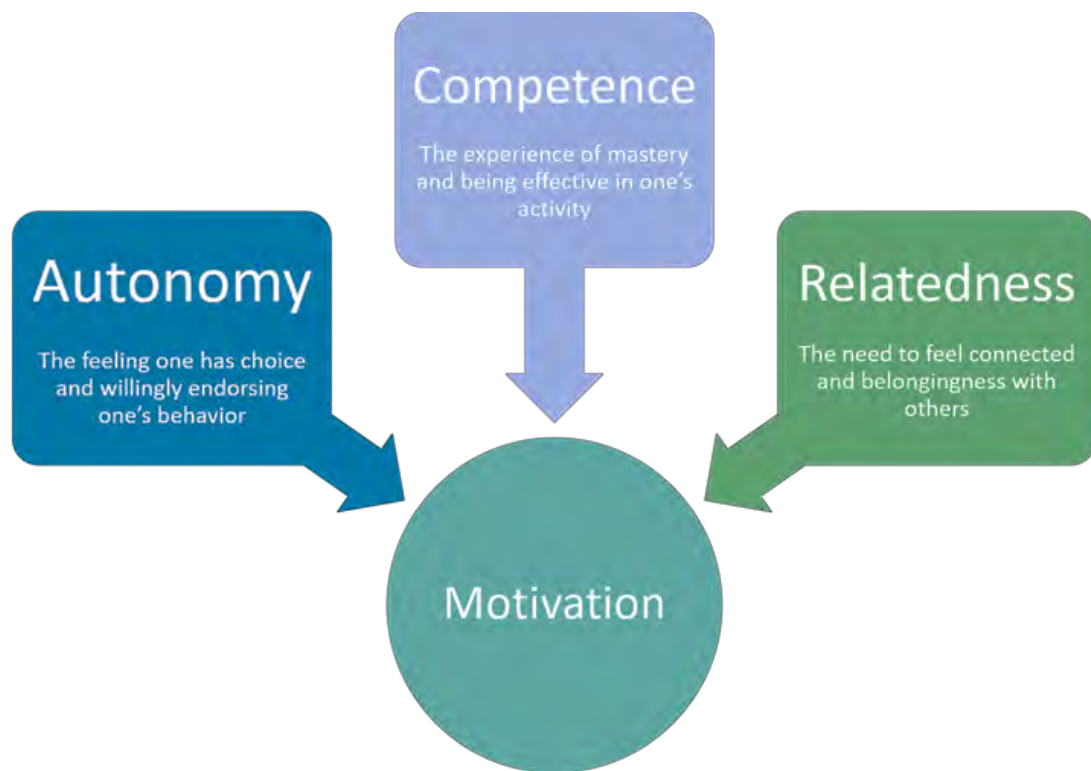 Competence
The experience of mastery
and being effective in one's
activity
Autonomy
The feeling one has choice
and willingly endorsing
one's behavior
Relatedness
The need to feel connected
and belongingness with
others
Motivation